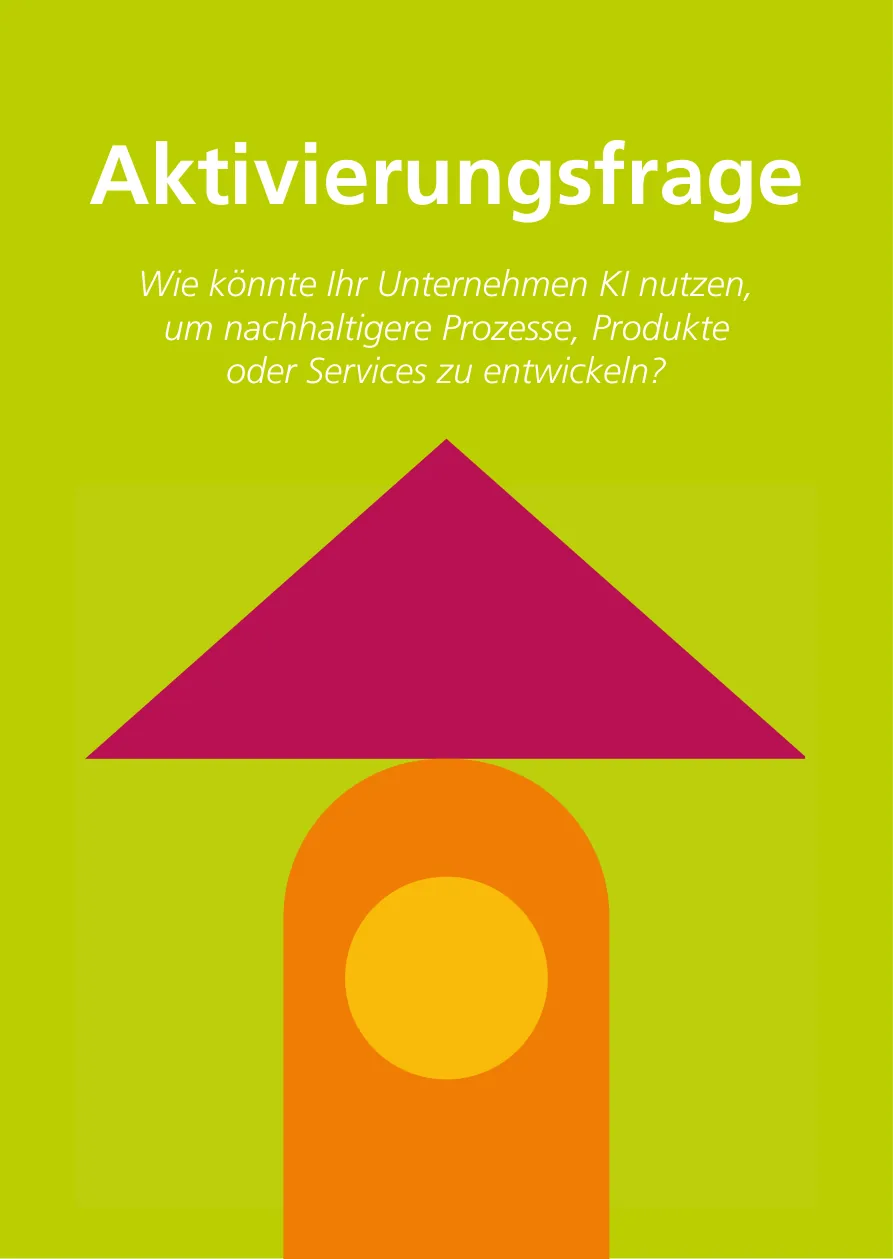 Aktivierungsfrage
Wie könnte Ihr Unternehmen KI nutzen,
um nachhaltigere Prozesse, Produkte
oder Services zu entwickeln?